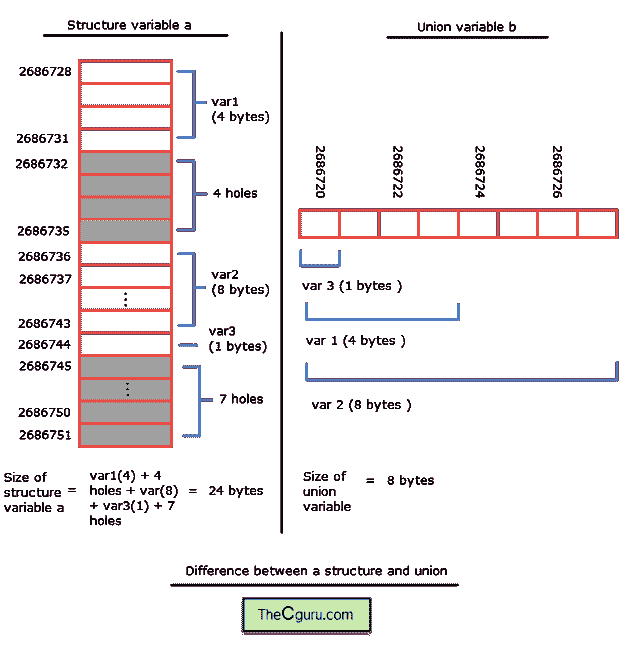 Structure variable a
2686728
2686731
2686732
2686735
2686736
2686737
2686743
2686744
2686745
2686750
2686751
var1
(4 bytes)
4 holes
var2
(8 bytes)
var3
(1 bytes)
7 holes
Size of
structure
variable a
=
var1(4) + 4
holes + var(8)
+ var3(1) + 7
holes
= 24 bytes
Union variable b
2686720
2686722
2686724
2686726
var 3 (1 bytes )
var 1 (4 bytes )
var 2 (8 bytes )
Size of
union
variable
= 8 bytes
Difference between a structure and union
TheCguru.com